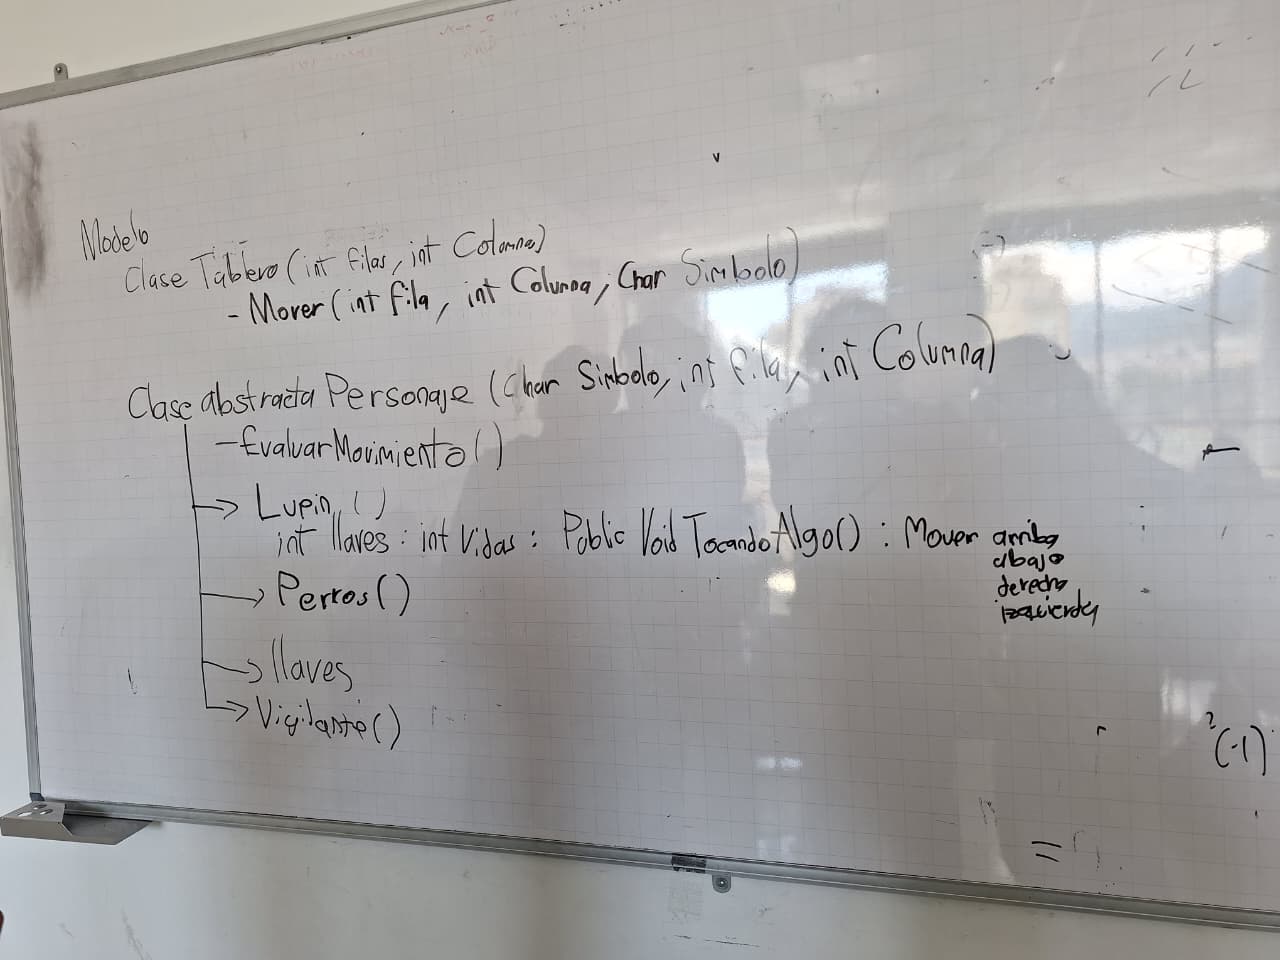 Modelo
Clase Tablero (int filas, int Columna)
- Mover (int fila, int Columna, Char Simbolo)
Clase abstracta Personaje (Char Simbolo, int fila, int Columna)
- EvaluarMovimiento ()
→ Lupin ()
int llaves : int Vidas : Public Void TocandoAlgo() : Mover arriba
abajo
derecha
izquierda
→ Perros ()
→ llaves
→ Vigilante ()
(-1)
=